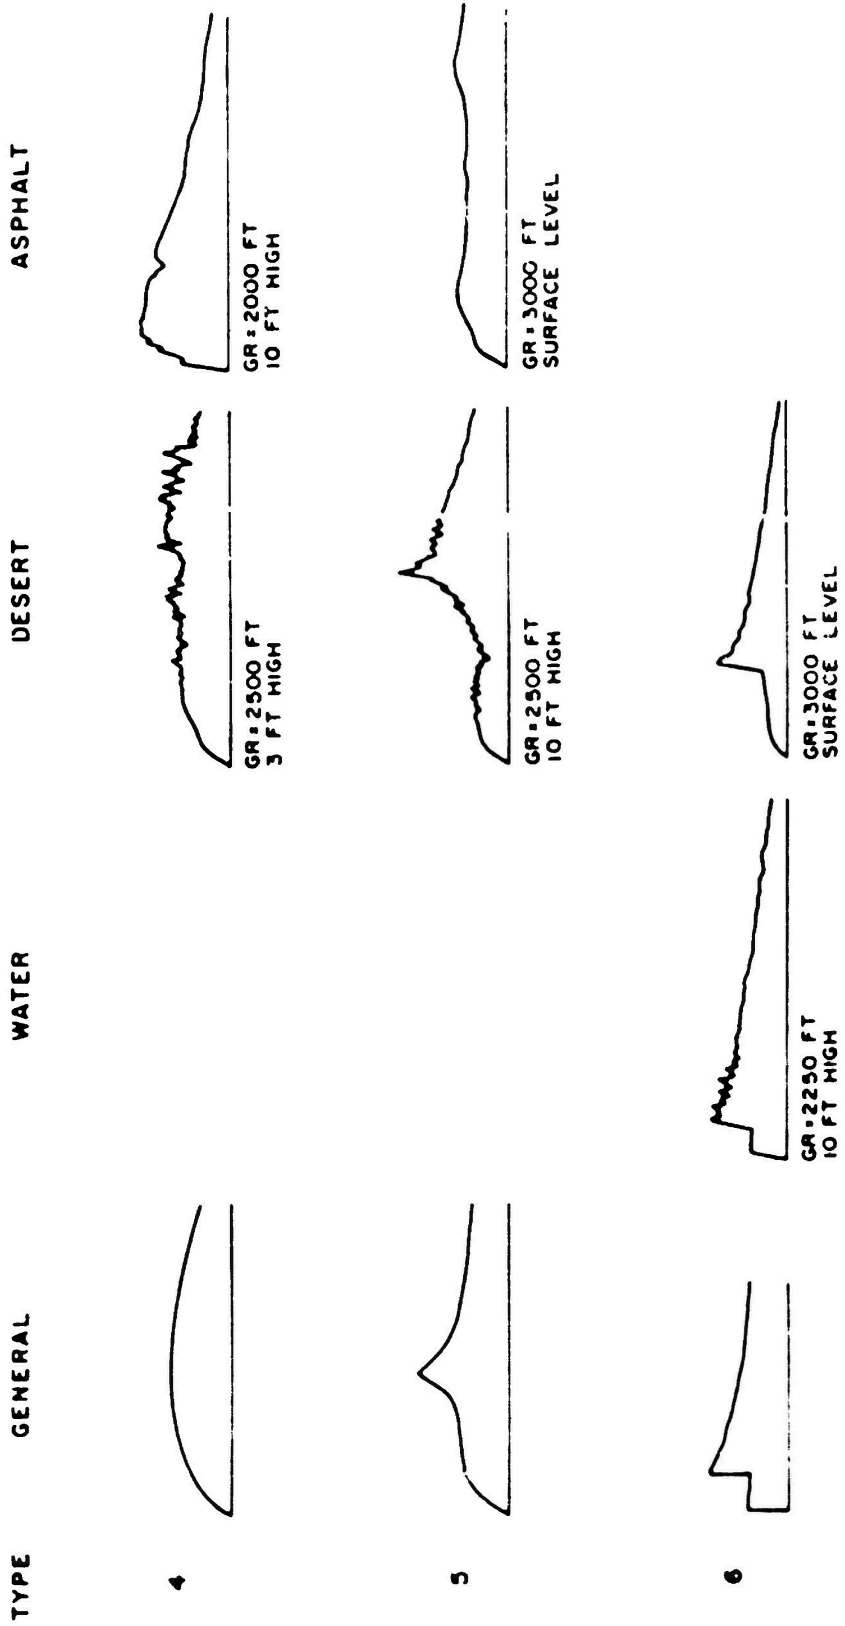 TYPE GENERAL WATER DESERT ASPHALT
4
GR=2500 FT
3 FT HIGH
GR=2000 FT
10 FT HIGH
5
GR=2500 FT
10 FT HIGH
GR=3000 FT
SURFACE LEVEL
6
GR=2250 FT
10 FT HIGH
GR=3000 FT
SURFACE LEVEL